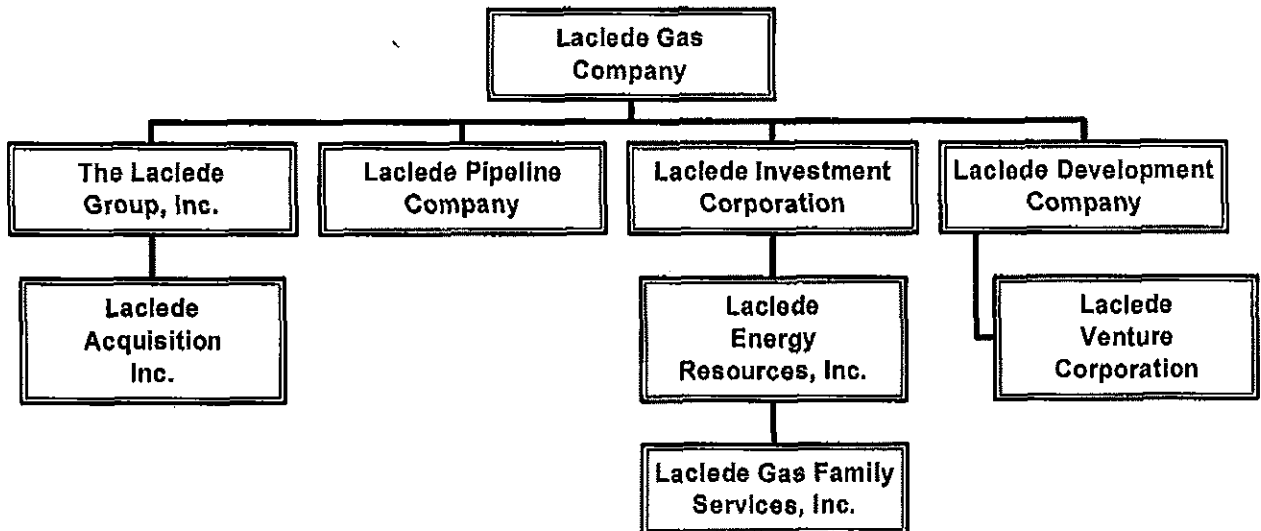 Laclede Gas
Company
The Laclede
Group, Inc.
Laclede Pipeline
Company
Laclede Investment
Corporation
Laclede Development
Company
Laclede
Acquisition
Inc.
Laclede
Energy
Resources, Inc.
Laclede
Venture
Corporation
Laclede Gas Family
Services, Inc.